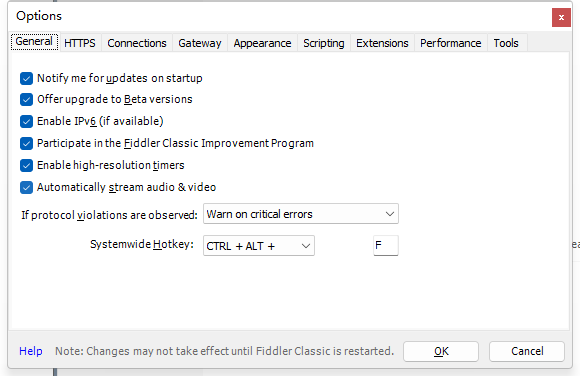 Options
x
General HTTPS Connections Gateway Appearance Scripting Extensions Performance Tools
Notify me for updates on startup
Offer upgrade to Beta versions
Enable IPv6 (if available)
Participate in the Fiddler Classic Improvement Program
Enable high-resolution timers
Automatically stream audio & video
If protocol violations are observed: Warn on critical errors
Systemwide Hotkey: CTRL + ALT + F
Help Note: Changes may not take effect until Fiddler Classic is restarted. OK Cancel